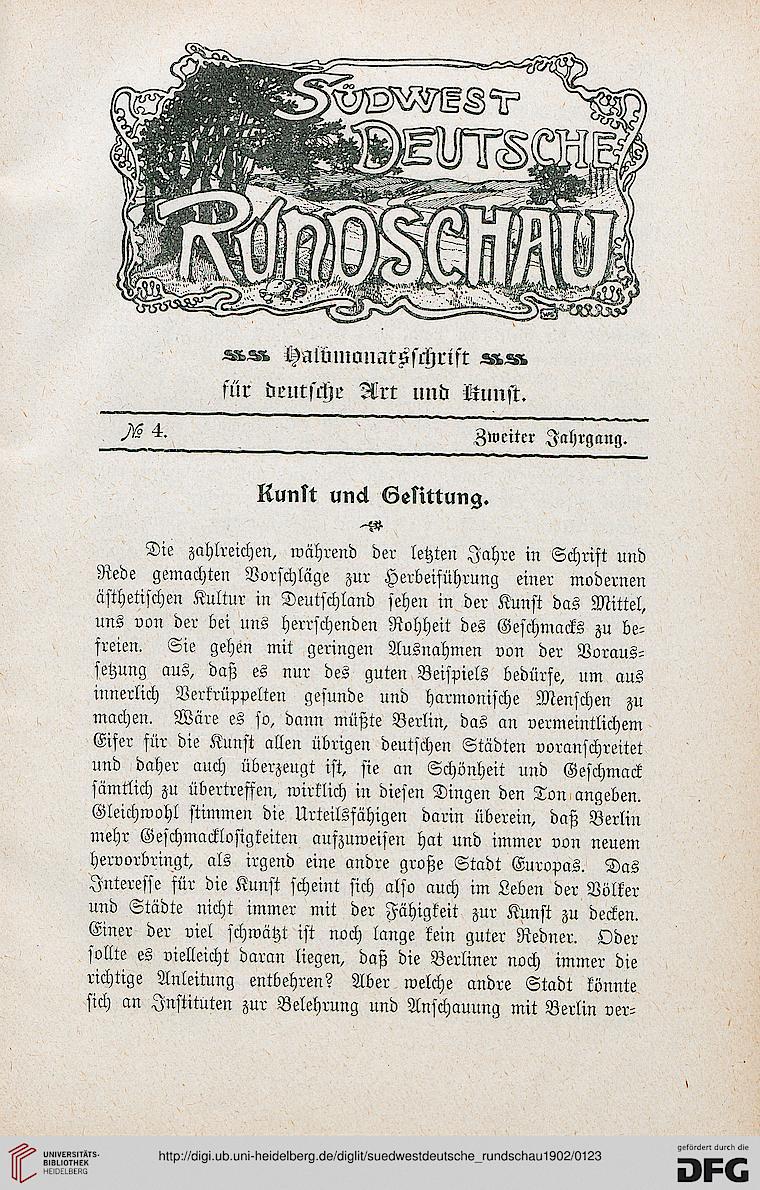 SÜDWEST
DEUTSCHE
RUNDSCHAU
Halbmonatsschrift
für deutsche Art und Kunst.
№ 4.
Zweiter Jahrgang.
Kunst und Gesittung.
Die zahlreichen, während der letzten Jahre in Schrift und
Rede gemachten Vorschläge zur Herbeiführung einer modernen
ästhetischen Kultur in Deutschland sehen in der Kunst das Mittel,
uns von der bei uns herrschenden Rohheit des Geschmacks zu be-
freien. Sie gehen mit geringen Ausnahmen von der Voraus-
setzung aus, daß es nur des guten Beispiels bedürfe, um aus
innerlich Verkrüppelten gesunde und harmonische Menschen zu
machen. Wäre es so, dann müßte Berlin, das an vermeintlichem
Eifer für die Kunst allen übrigen deutschen Städten voranschreitet
und daher auch überzeugt ist, sie an Schönheit und Geschmack
sämtlich zu übertreffen, wirklich in diesen Dingen den Ton angeben.
Gleichwohl stimmen die Urteilsfähigen darin überein, daß Berlin
mehr Geschmacklosigkeiten aufzuweisen hat und immer von neuem
hervorbringt, als irgend eine andre große Stadt Europas. Das
Interesse für die Kunst scheint sich also auch im Leben der Völker
und Städte nicht immer mit der Fähigkeit zur Kunst zu decken.
Einer der viel schwätzt ist noch lange kein guter Redner. Oder
sollte es vielleicht daran liegen, daß die Berliner noch immer die
richtige Anleitung entbehren? Aber welche andre Stadt könnte
sich an Instituten zur Belehrung und Anschauung mit Berlin ver-
UNIVERSITÄTS-
BIBLIOTHEK
HEIDELBERG
http://digi.ub.uni-heidelberg.de/diglit/suedwestdeutsche_rundschau1902/0123
gefördert durch die
DFG